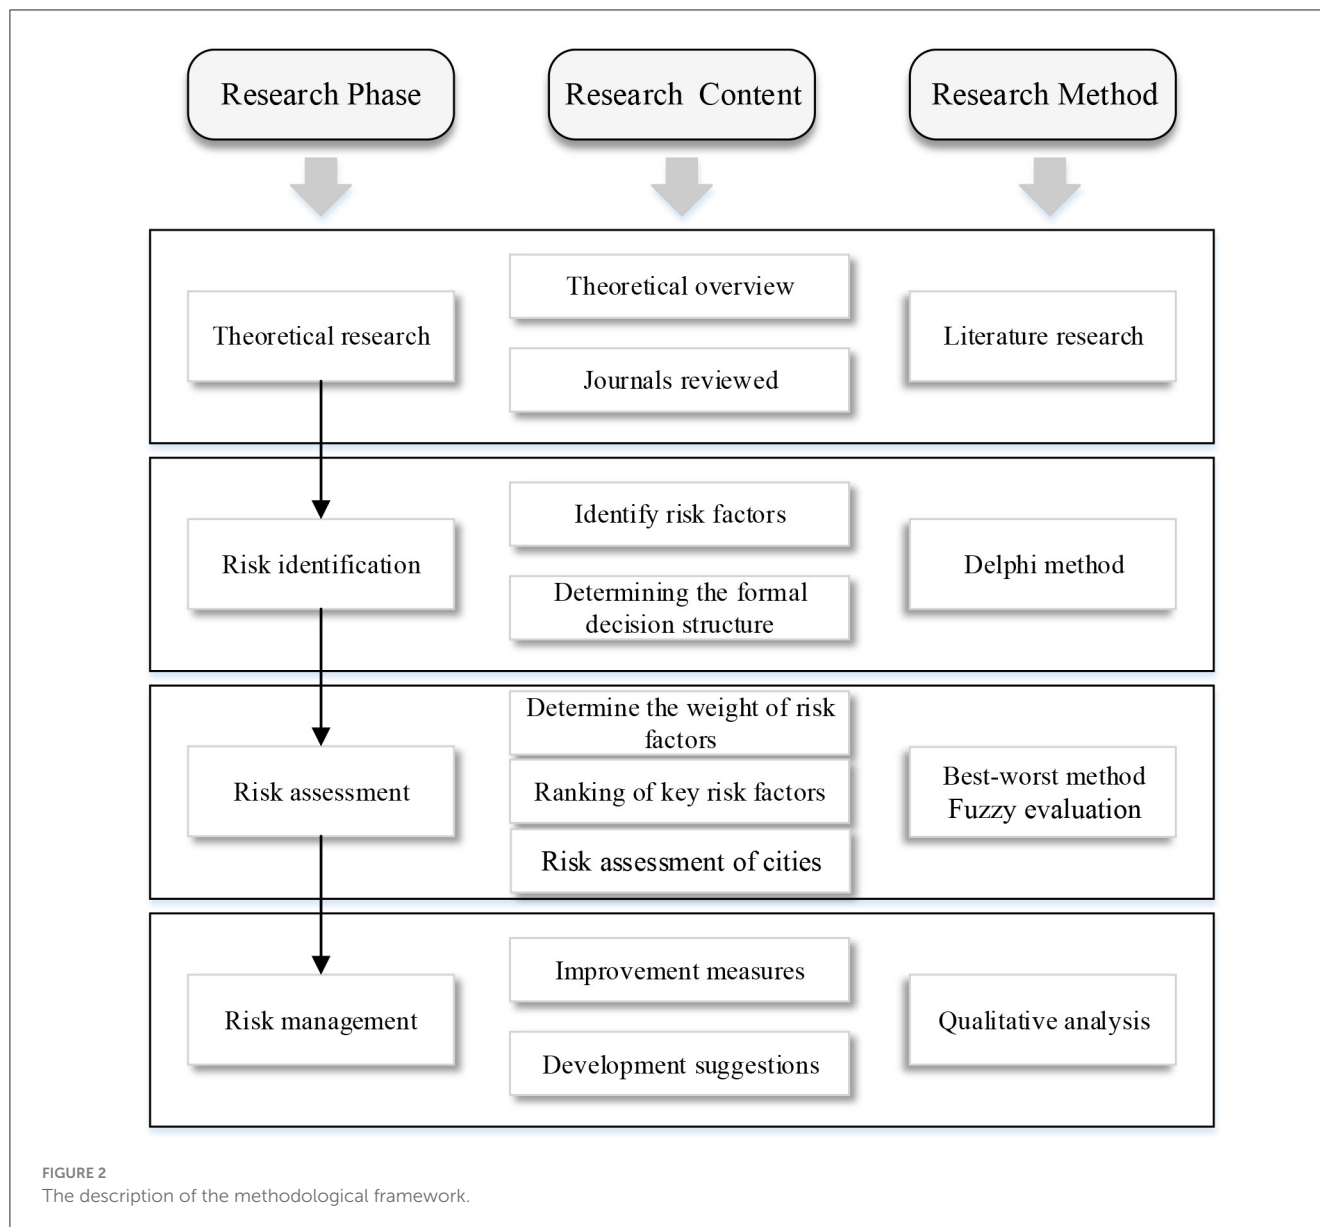 Research Phase
Research Content
Research Method
Theoretical research
Theoretical overview
Journals reviewed
Literature research
Risk identification
Identify risk factors
Determining the formal
decision structure
Delphi method
Risk assessment
Determine the weight of risk
factors
Ranking of key risk factors
Risk assessment of cities
Best-worst method
Fuzzy evaluation
Risk management
Improvement measures
Development suggestions
Qualitative analysis
FIGURE 2
The description of the methodological framework.